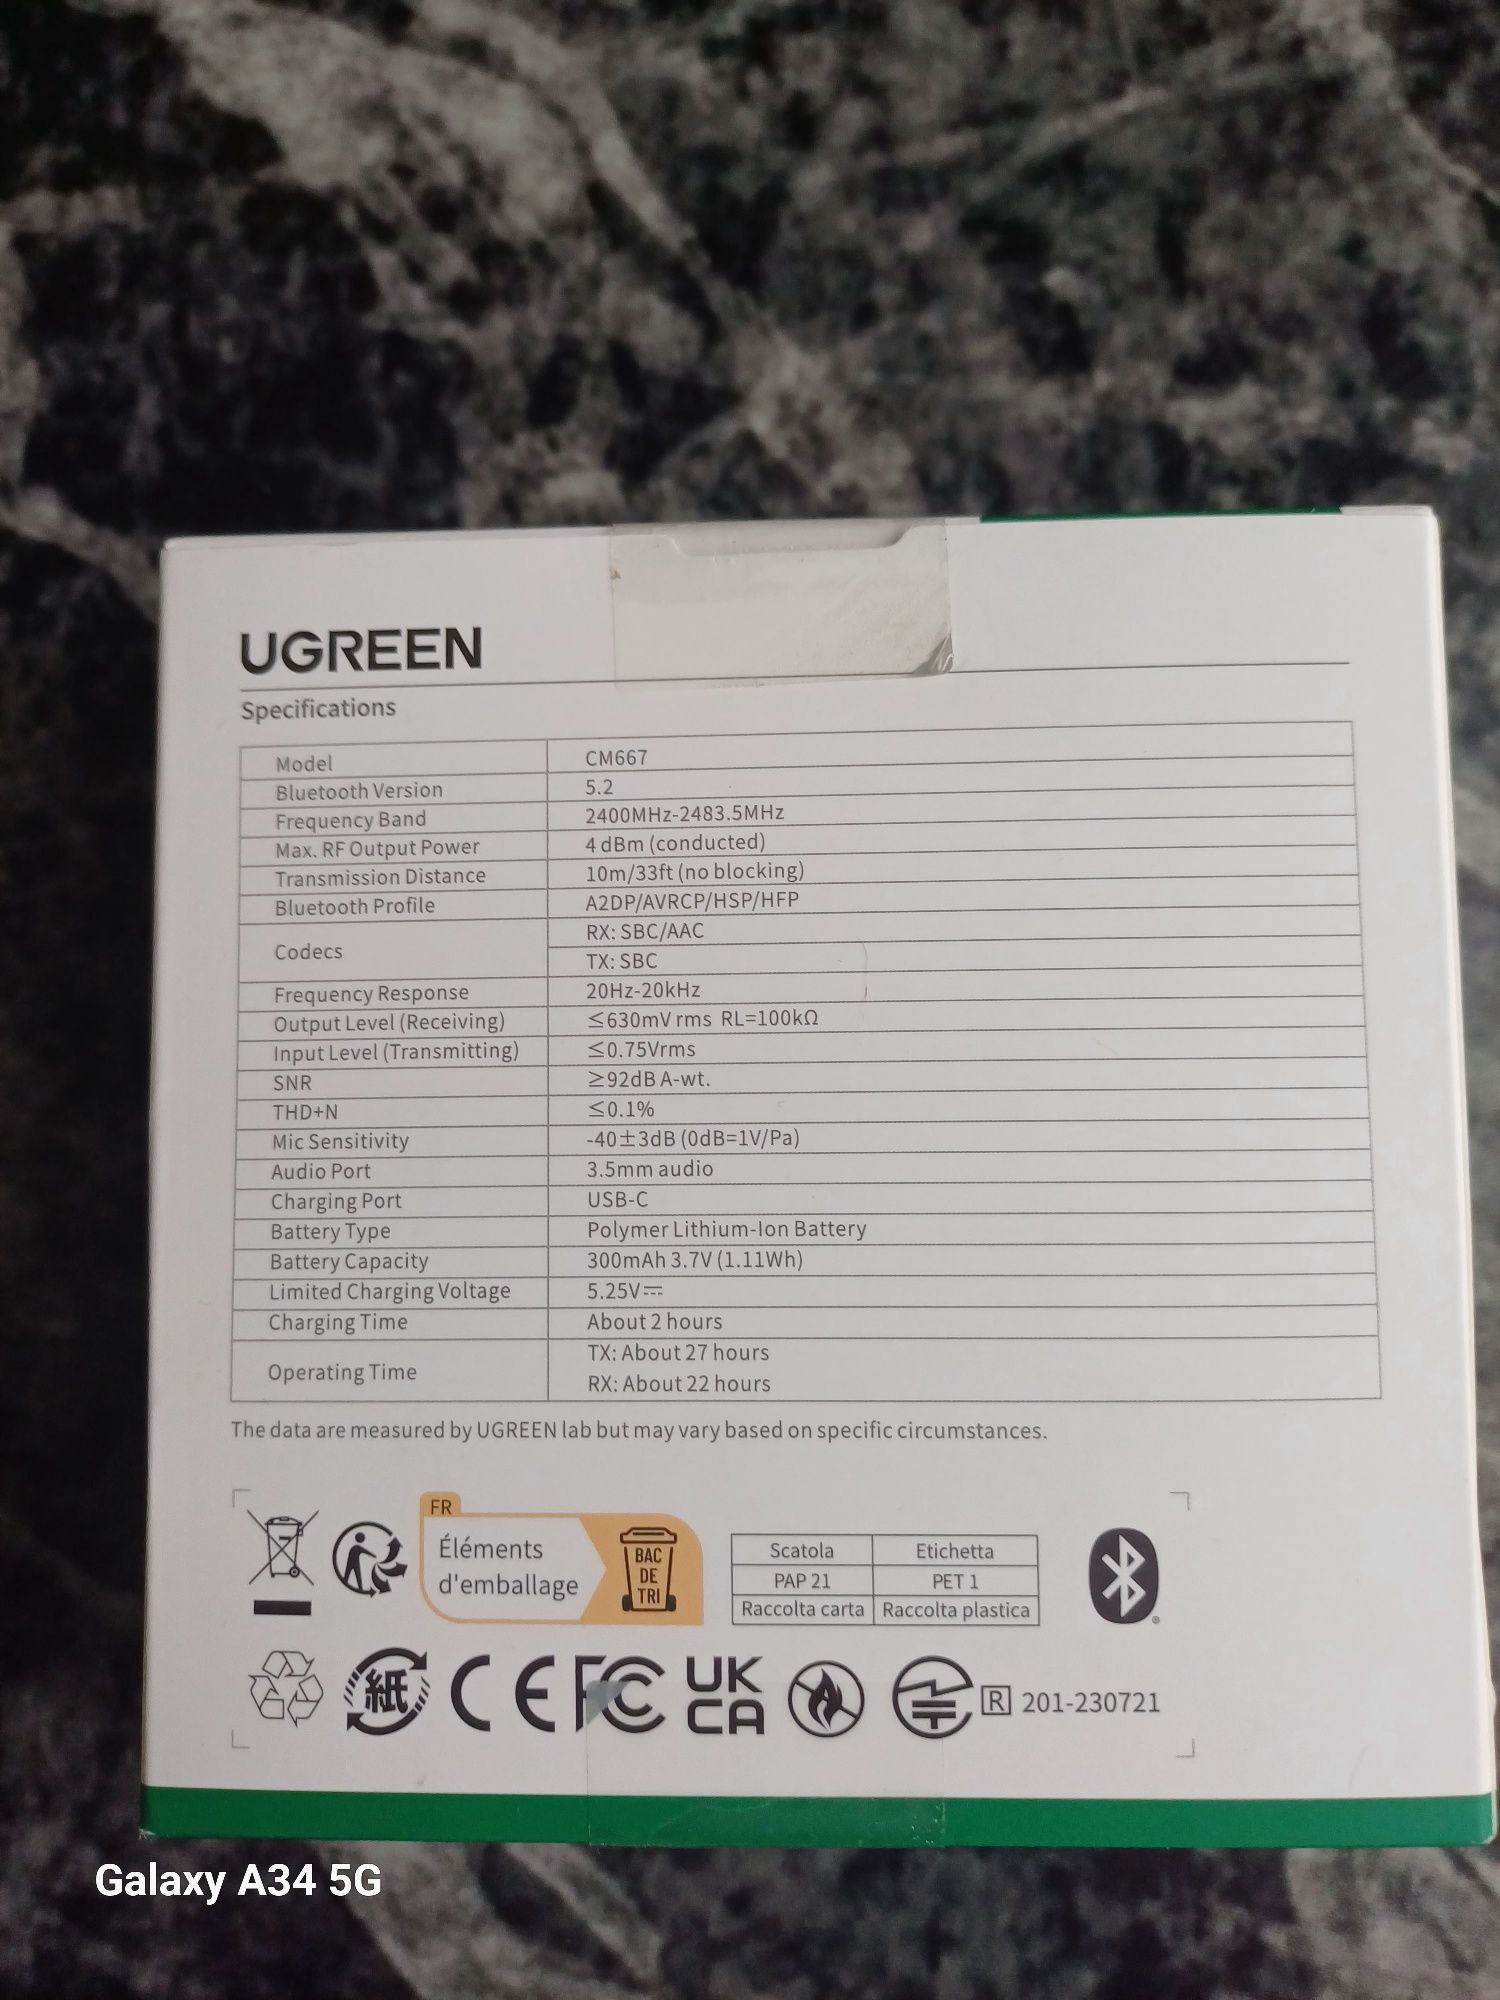 UGREEN
Specifications
Model CM667
Bluetooth Version 5.2
Frequency Band 2400MHz-2483.5MHz
Max. RF Output Power 4 dBm (conducted)
Transmission Distance 10m/33ft (no blocking)
Bluetooth Profile A2DP/AVRCP/HSP/HFP
Codecs RX: SBC/AAC
TX: SBC
Frequency Response 20Hz-20kHz
Output Level (Receiving) ≤630mV rms RL=100kΩ
Input Level (Transmitting) ≤0.75Vrms
SNR ≥92dB A-wt.
THD+N ≤0.1%
Mic Sensitivity -40±3dB (0dB=1V/Pa)
Audio Port 3.5mm audio
Charging Port USB-C
Battery Type Polymer Lithium-Ion Battery
Battery Capacity 300mAh 3.7V (1.11Wh)
Limited Charging Voltage 5.25V⎓
Charging Time About 2 hours
Operating Time TX: About 27 hours
RX: About 22 hours
The data are measured by UGREEN lab but may vary based on specific circumstances.
FR
Éléments
d'emballage
BAC
DE
TRI
Scatola Etichetta
PAP 21 PET 1
Raccolta carta Raccolta plastica
紙 CE FC UK
CA R 201-230721
Galaxy A34 5G